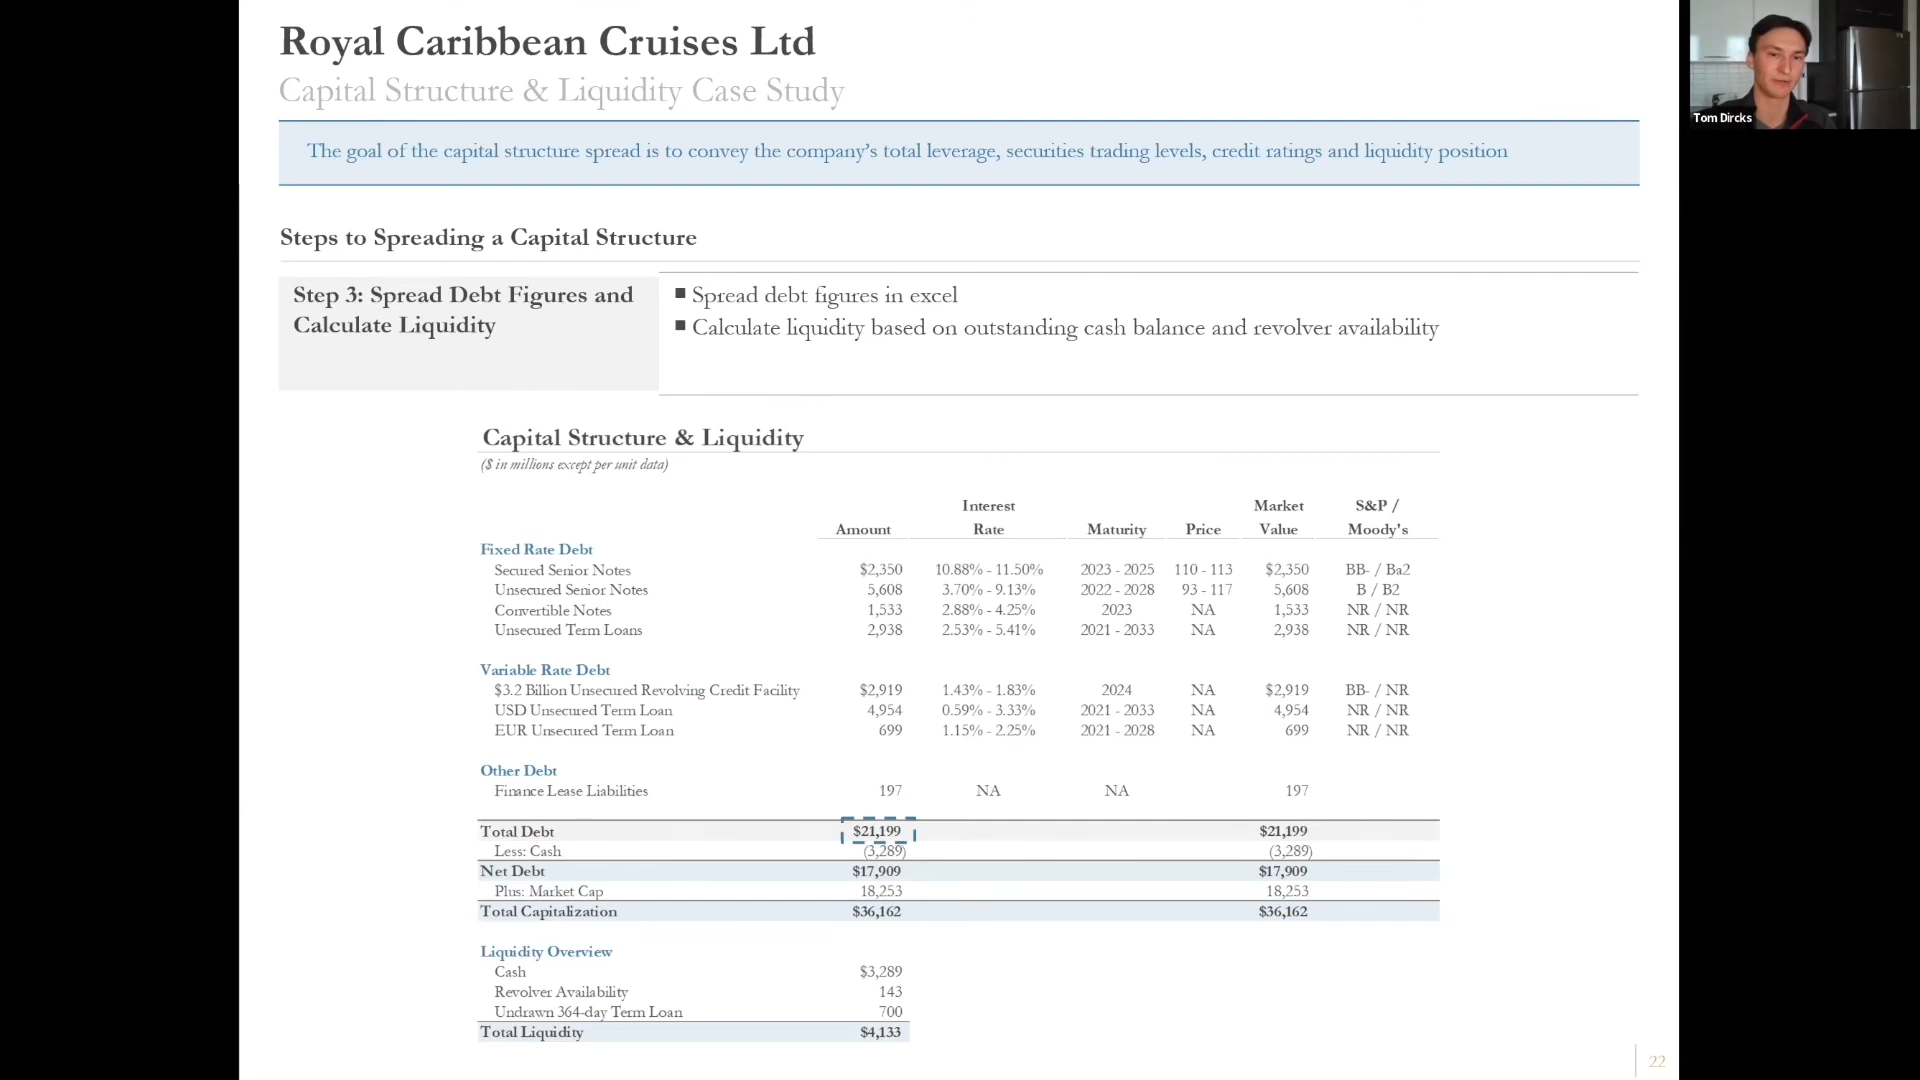 Royal Caribbean Cruises Ltd
Capital Structure & Liquidity Case Study
Tom Dircks
The goal of the capital structure spread is to convey the company's total leverage, securities trading levels, credit ratings and liquidity position
Steps to Spreading a Capital Structure
Step 3: Spread Debt Figures and
Calculate Liquidity
■ Spread debt figures in excel
■ Calculate liquidity based on outstanding cash balance and revolver availability
Capital Structure & Liquidity
($ in millions except per unit data)
Interest Market S&P /
Amount Rate Maturity Price Value Moody's
Fixed Rate Debt
Secured Senior Notes $2,350 10.88% - 11.50% 2023 - 2025 110 - 113 $2,350 BB- / Ba2
Unsecured Senior Notes 5,608 3.70% - 9.13% 2022 - 2028 93 - 117 5,608 B / B2
Convertible Notes 1,533 2.88% - 4.25% 2023 NA 1,533 NR / NR
Unsecured Term Loans 2,938 2.53% - 5.41% 2021 - 2033 NA 2,938 NR / NR
Variable Rate Debt
$3.2 Billion Unsecured Revolving Credit Facility $2,919 1.43% - 1.83% 2024 NA $2,919 BB- / NR
USD Unsecured Term Loan 4,954 0.59% - 3.33% 2021 - 2033 NA 4,954 NR / NR
EUR Unsecured Term Loan 699 1.15% - 2.25% 2021 - 2028 NA 699 NR / NR
Other Debt
Finance Lease Liabilities 197 NA NA 197
Total Debt $21,199 $21,199
Less: Cash (3,289) (3,289)
Net Debt $17,909 $17,909
Plus: Market Cap 18,253 18,253
Total Capitalization $36,162 $36,162
Liquidity Overview
Cash $3,289
Revolver Availability 143
Undrawn 364-day Term Loan 700
Total Liquidity $4,133
22